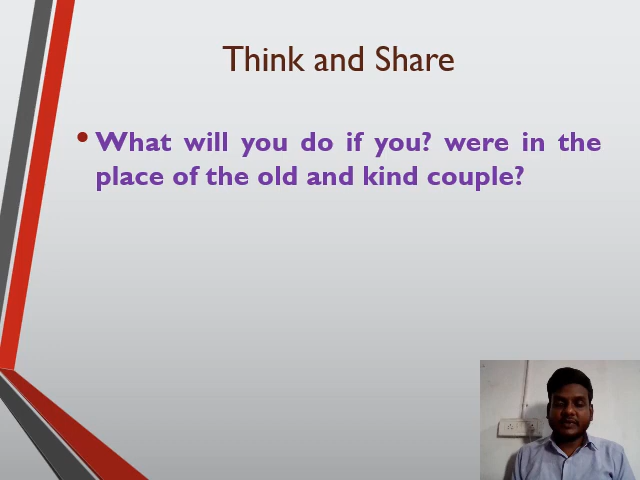 Think and Share
• What will you do if you? were in the
place of the old and kind couple?